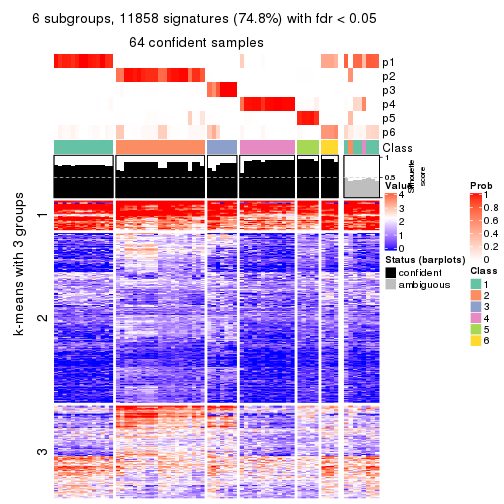 6 subgroups, 11858 signatures (74.8%) with fdr < 0.05
64 confident samples
p1
p2
p3
p4
p5
p6
Class
1
0.5
0
Silhouette
score
k-means with 3 groups
1
2
3
Value
4
3
2
1
0
Status (barplots)
confident
ambiguous
Prob
1
0.8
0.6
0.4
0.2
0
Class
1
2
3
4
5
6